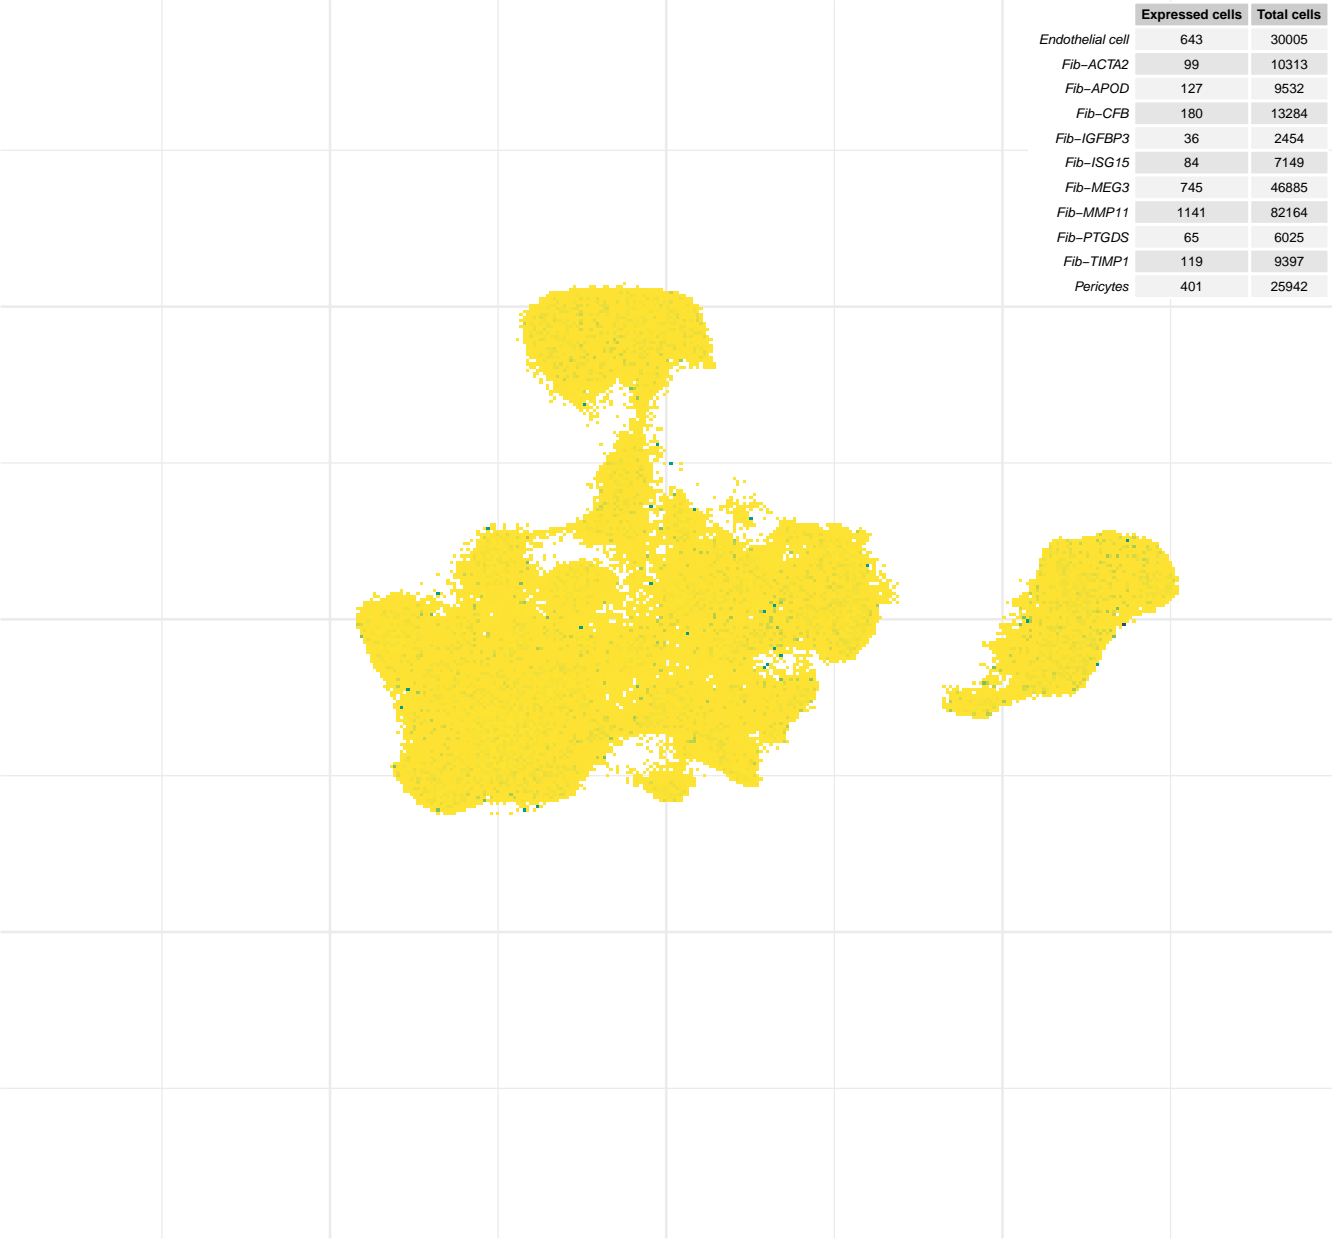 Expressed cells Total cells
Endothelial cell 643 30005
Fib−ACTA2 99 10313
Fib−APOD 127 9532
Fib−CFB 180 13284
Fib−IGFBP3 36 2454
Fib−ISG15 84 7149
Fib−MEG3 745 46885
Fib−MMP11 1141 82164
Fib−PTGDS 65 6025
Fib−TIMP1 119 9397
Pericytes 401 25942